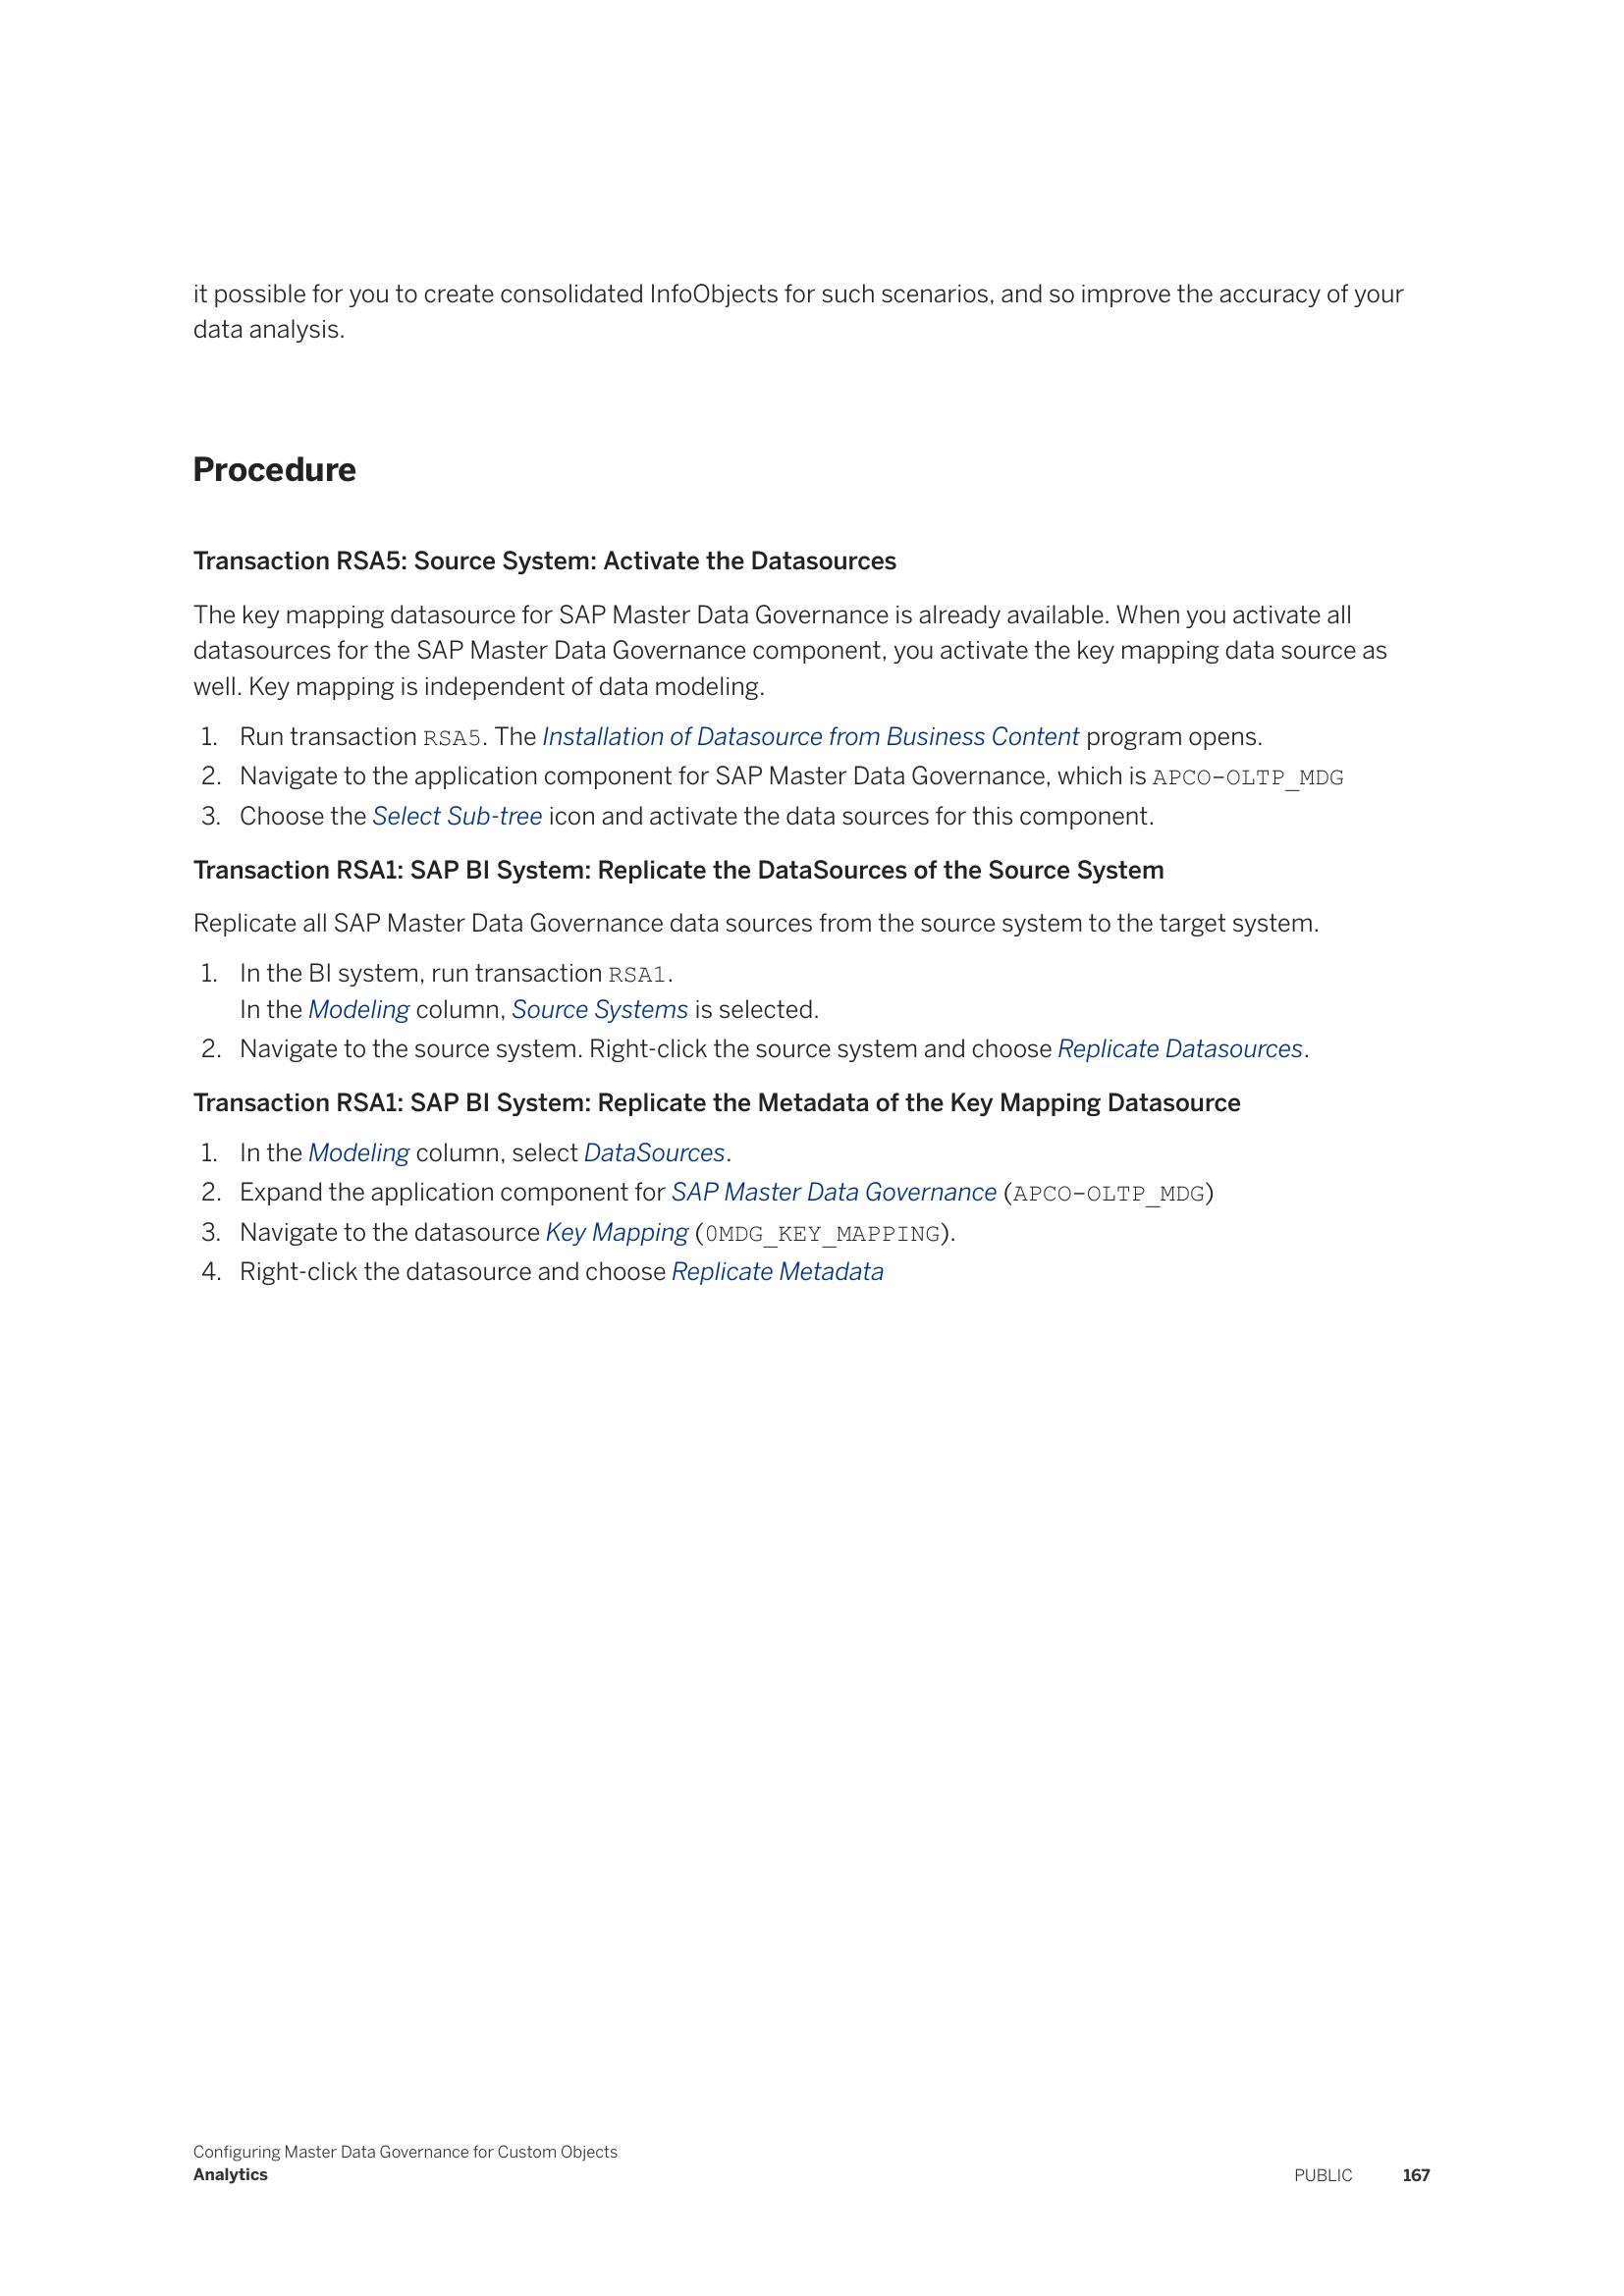 it possible for you to create consolidated InfoObjects for such scenarios, and so improve the accuracy of your
data analysis.
Procedure
Transaction RSA5: Source System: Activate the Datasources
The key mapping datasource for SAP Master Data Governance is already available. When you activate all
datasources for the SAP Master Data Governance component, you activate the key mapping data source as
well. Key mapping is independent of data modeling.
1. Run transaction RSA5. The Installation of Datasource from Business Content program opens.
2. Navigate to the application component for SAP Master Data Governance, which is APCO-OLTP_MDG
3. Choose the Select Sub-tree icon and activate the data sources for this component.
Transaction RSA1: SAP BI System: Replicate the DataSources of the Source System
Replicate all SAP Master Data Governance data sources from the source system to the target system.
1. In the BI system, run transaction RSA1.
In the Modeling column, Source Systems is selected.
2. Navigate to the source system. Right-click the source system and choose Replicate Datasources.
Transaction RSA1: SAP BI System: Replicate the Metadata of the Key Mapping Datasource
1. In the Modeling column, select DataSources.
2. Expand the application component for SAP Master Data Governance (APCO-OLTP_MDG)
3. Navigate to the datasource Key Mapping (0MDG_KEY_MAPPING).
4. Right-click the datasource and choose Replicate Metadata
Configuring Master Data Governance for Custom Objects
Analytics
PUBLIC 167